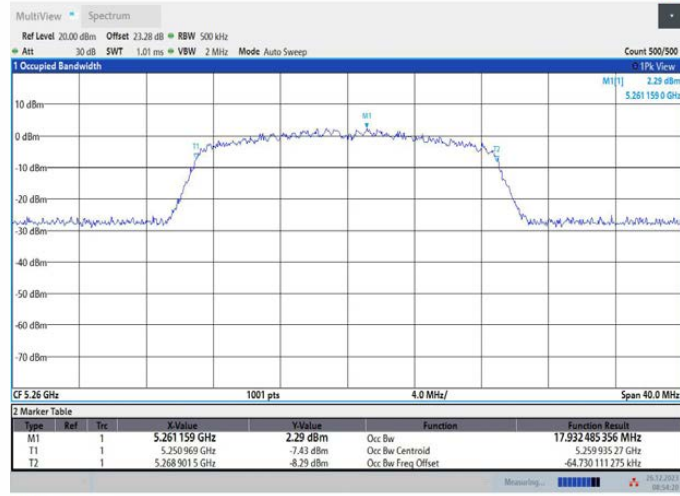 MultiView Spectrum
Ref Level 20.00 dBm Offset 23.28 dB RBW 500 kHz
Att 30 dB SWT 1.01 ms VBW 2 MHz Mode Auto Sweep Count 500/500
1 Occupied Bandwidth 1Pk View
M1[1] 2.29 dBm
5.261 159 0 GHz
10 dBm
M1
0 dBm
T1
T2
-10 dBm
-20 dBm
-30 dBm
-40 dBm
-50 dBm
-60 dBm
-70 dBm
CF 5.26 GHz 1001 pts 4.0 MHz/ Span 40.0 MHz
2 Marker Table
Type Ref Trc X-Value Y-Value Function Function Result
M1 1 5.261 159 GHz 2.29 dBm Occ Bw 17.932 485 356 MHz
T1 1 5.250 969 GHz -7.43 dBm Occ Bw Centroid 5.259 935 27 GHz
T2 1 5.268 901 5 GHz -8.29 dBm Occ Bw Freq Offset -64.730 111 275 kHz
Measuring... 
08:54:20